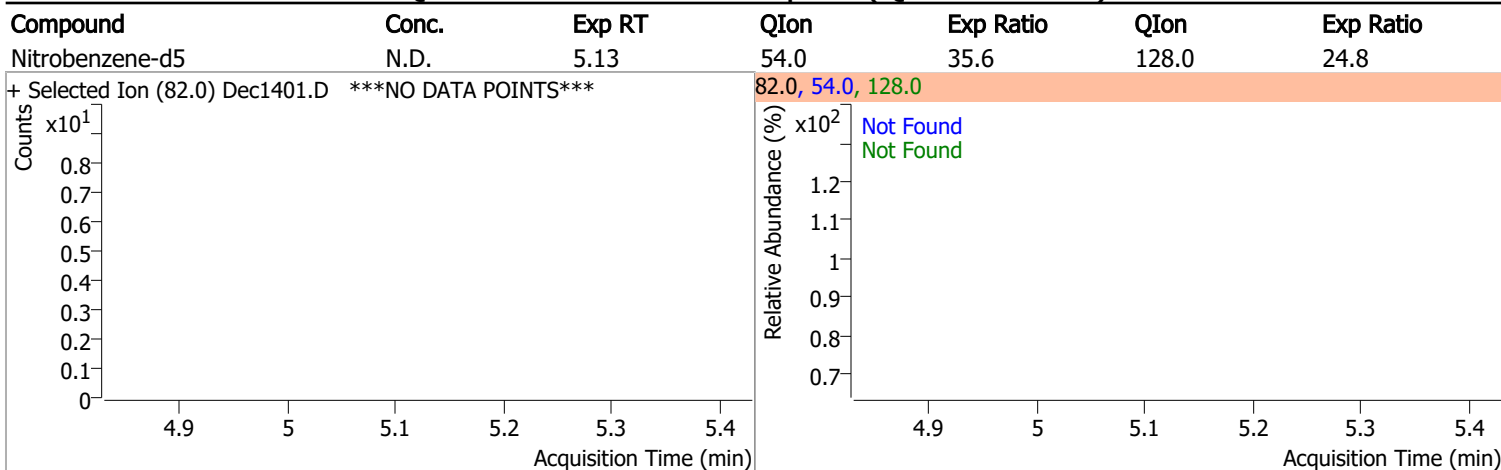 Compound Conc. Exp RT QIon Exp Ratio QIon Exp Ratio
Nitrobenzene-d5 N.D. 5.13 54.0 35.6 128.0 24.8
+ Selected Ion (82.0) Dec1401.D ***NO DATA POINTS***
Counts
x10¹
0.8
0.7
0.6
0.5
0.4
0.3
0.2
0.1
0
4.9 5 5.1 5.2 5.3 5.4
Acquisition Time (min)
82.0, 54.0, 128.0
Relative Abundance (%)
x10²
Not Found
Not Found
1.2
1.1
1
0.9
0.8
0.7
4.9 5 5.1 5.2 5.3 5.4
Acquisition Time (min)